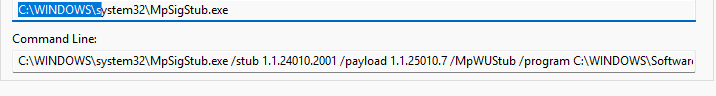 C:\WINDOWS\system32\MpSigStub.exe
Command Line:
C:\WINDOWS\system32\MpSigStub.exe /stub 1.1.24010.2001 /payload 1.1.25010.7 /MpWUStub /program C:\WINDOWS\Softwar